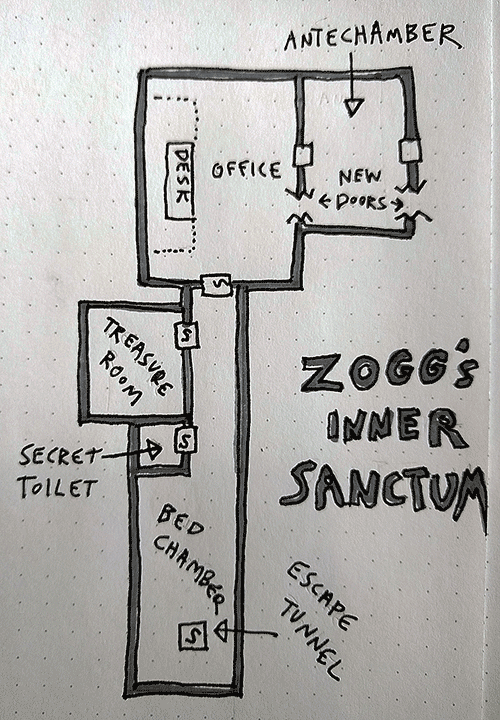 ANTECHAMBER
OFFICE
DESK
NEW
DOORS
S
TREASURE
ROOM
S
ZOGG'S
INNER
SANCTUM
SECRET
TOILET
S
BED
CHAMBER
ESCAPE
TUNNEL
S